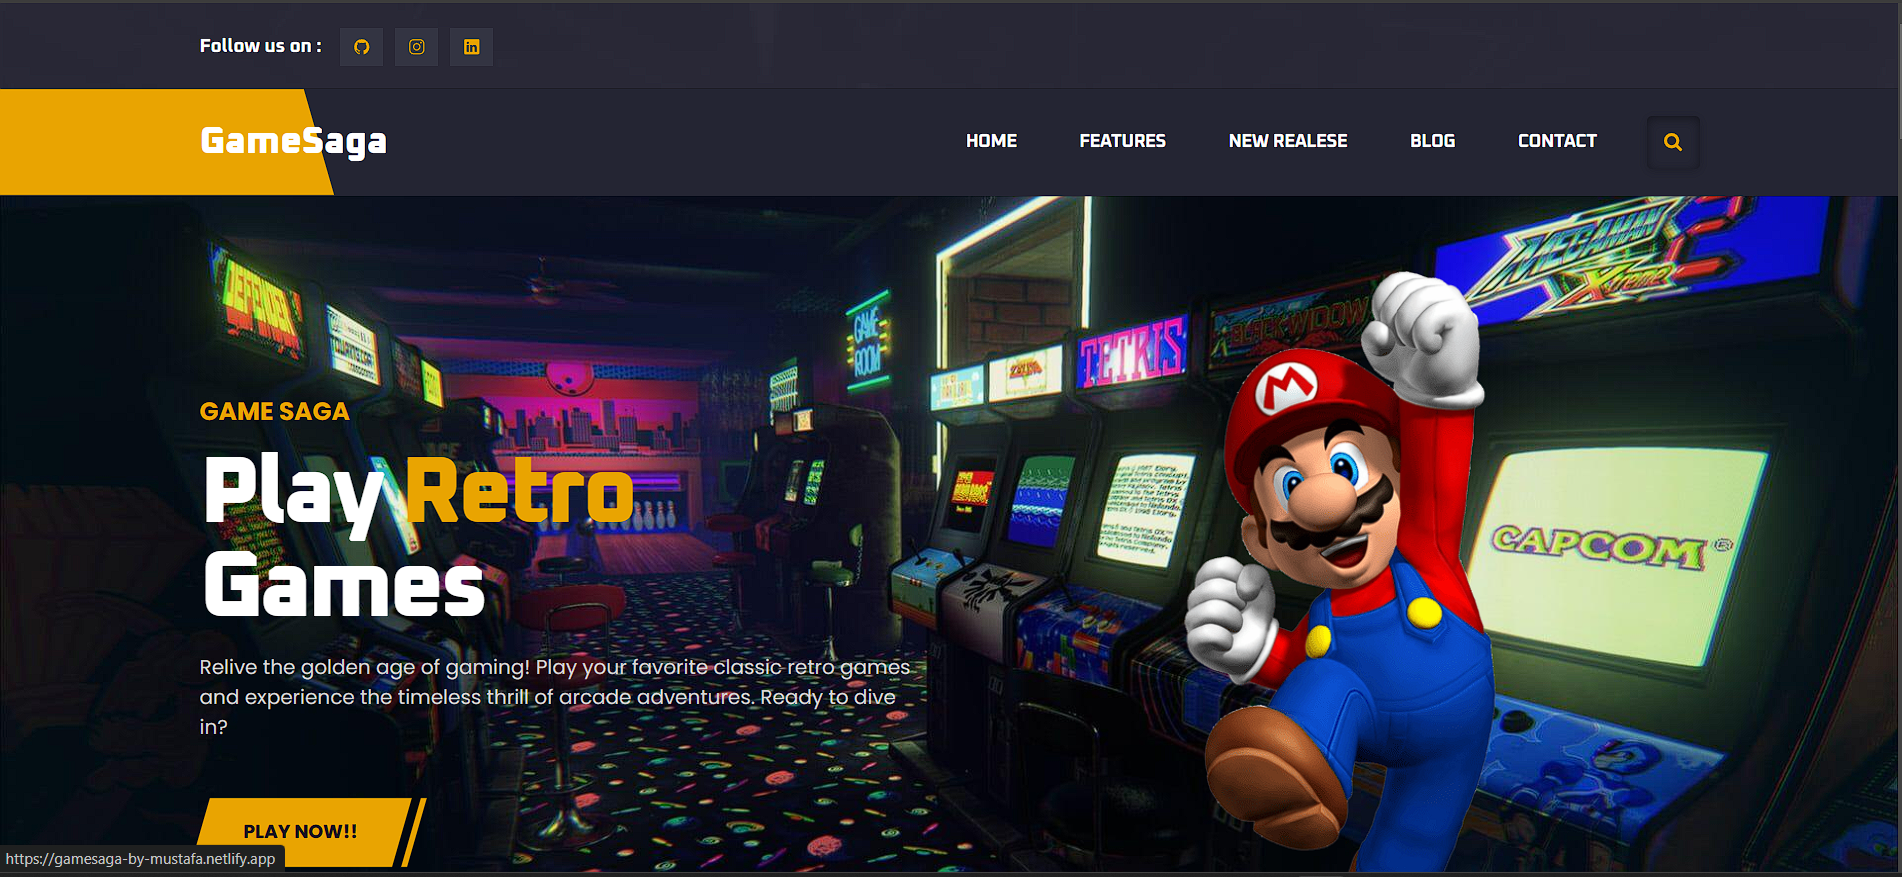 Follow us on :
GameSaga
HOME
FEATURES
NEW REALESE
BLOG
CONTACT
MEGAMAN
Xtreme
DEFENDER
GAME
ROOM
ZELDA
TETRIS
BLACK WIDOW
M
GAME SAGA
Play Retro
Games
CAPCOM®
Relive the golden age of gaming! Play your favorite classic retro games
and experience the timeless thrill of arcade adventures. Ready to dive
in?
PLAY NOW!!
https://gamesaga-by-mustafa.netlify.app